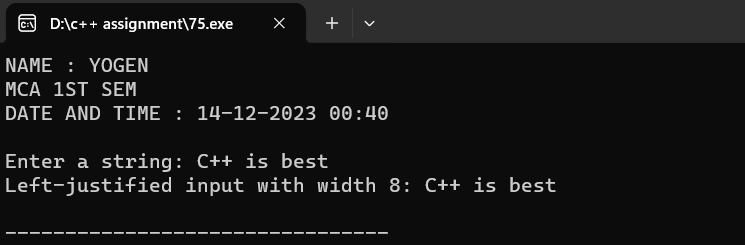 D:\c++ assignment\75.exe
NAME : YOGEN
MCA 1ST SEM
DATE AND TIME : 14-12-2023 00:40
Enter a string: C++ is best
Left-justified input with width 8: C++ is best
--------------------------------